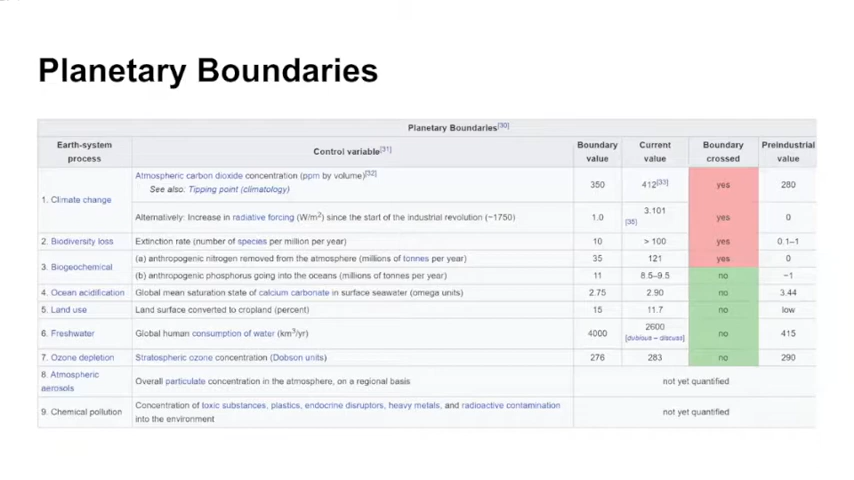 Planetary Boundaries
Planetary Boundaries[30]
Earth-system process Control variable[31] Boundary value Current value Boundary crossed Preindustrial value
1. Climate change
Atmospheric carbon dioxide concentration (ppm by volume)[32]
See also: Tipping point (climatology)
350 412[33] yes 280
Alternatively: Increase in radiative forcing (W/m2) since the start of the industrial revolution (~1750) 1.0 3.101 [35] yes 0
2. Biodiversity loss Extinction rate (number of species per million per year) 10 > 100 yes 0.1–1
3. Biogeochemical (a) anthropogenic nitrogen removed from the atmosphere (millions of tonnes per year) 35 121 yes 0
(b) anthropogenic phosphorus going into the oceans (millions of tonnes per year) 11 8.5–9.5 no −1
4. Ocean acidification Global mean saturation state of calcium carbonate in surface seawater (omega units) 2.75 2.90 no 3.44
5. Land use Land surface converted to cropland (percent) 15 11.7 no low
6. Freshwater Global human consumption of water (km3/yr) 4000 2600 [dubious – discuss] no 415
7. Ozone depletion Stratospheric ozone concentration (Dobson units) 276 283 no 290
8. Atmospheric aerosols Overall particulate concentration in the atmosphere, on a regional basis not yet quantified
9. Chemical pollution Concentration of toxic substances, plastics, endocrine disruptors, heavy metals, and radioactive contamination
into the environment not yet quantified